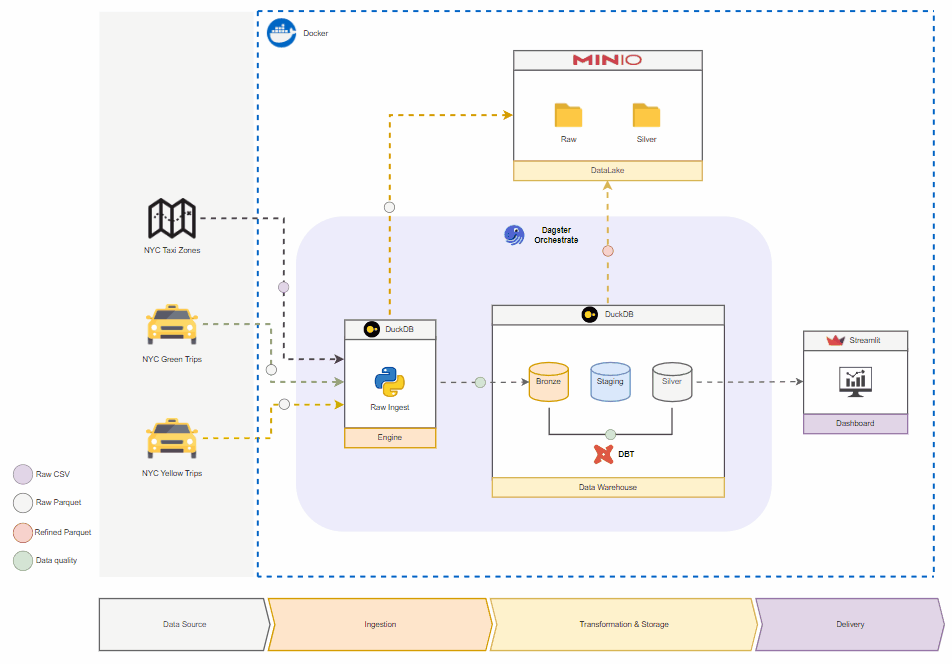 Docker
MINIO
Raw
Silver
DataLake
NYC Taxi Zones
Dagster
Orchestrate
DuckDB
DuckDB
NYC Green Trips
Streamlit
Raw Ingest
Bronze
Staging
Silver
Engine
Dashboard
DBT
NYC Yellow Trips
Data Warehouse
Raw CSV
Raw Parquet
Refined Parquet
Data quality
Data Source
Ingestion
Transformation & Storage
Delivery